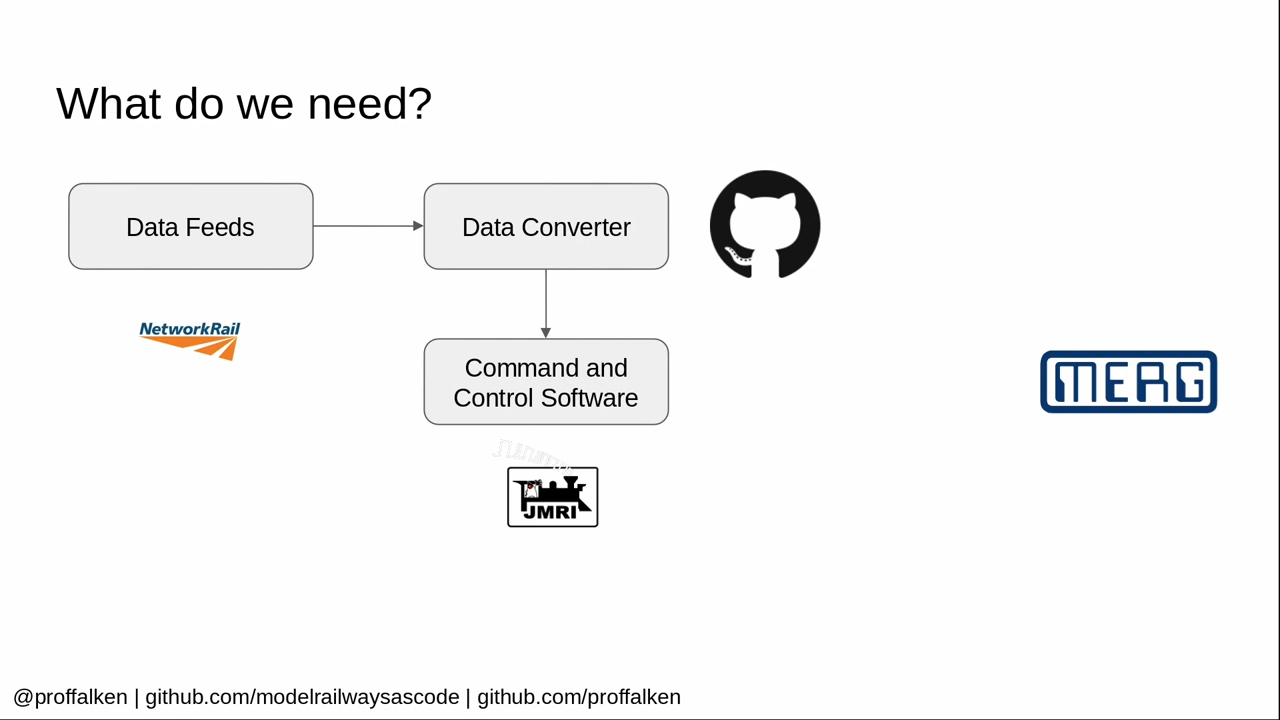 What do we need?
Data Feeds
Data Converter
NetworkRail
Command and
Control Software
MERG
JMRI
@proffalken | github.com/modelrailwaysascode | github.com/proffalken